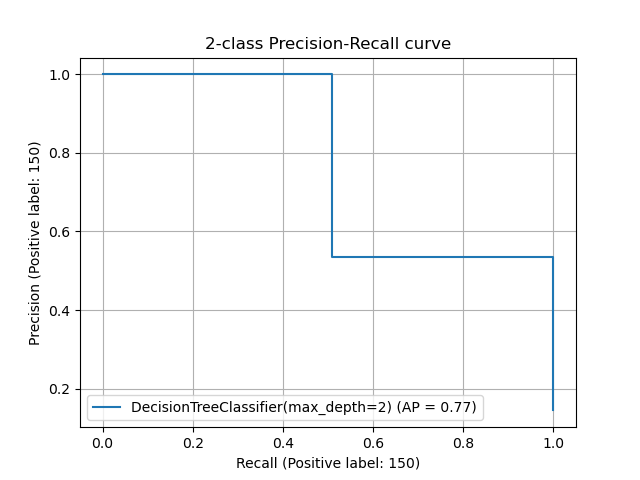 2-class Precision-Recall curve
Precision (Positive label: 150)
1.0
0.8
0.6
0.4
0.2
DecisionTreeClassifier(max_depth=2) (AP = 0.77)
0.0 0.2 0.4 0.6 0.8 1.0
Recall (Positive label: 150)